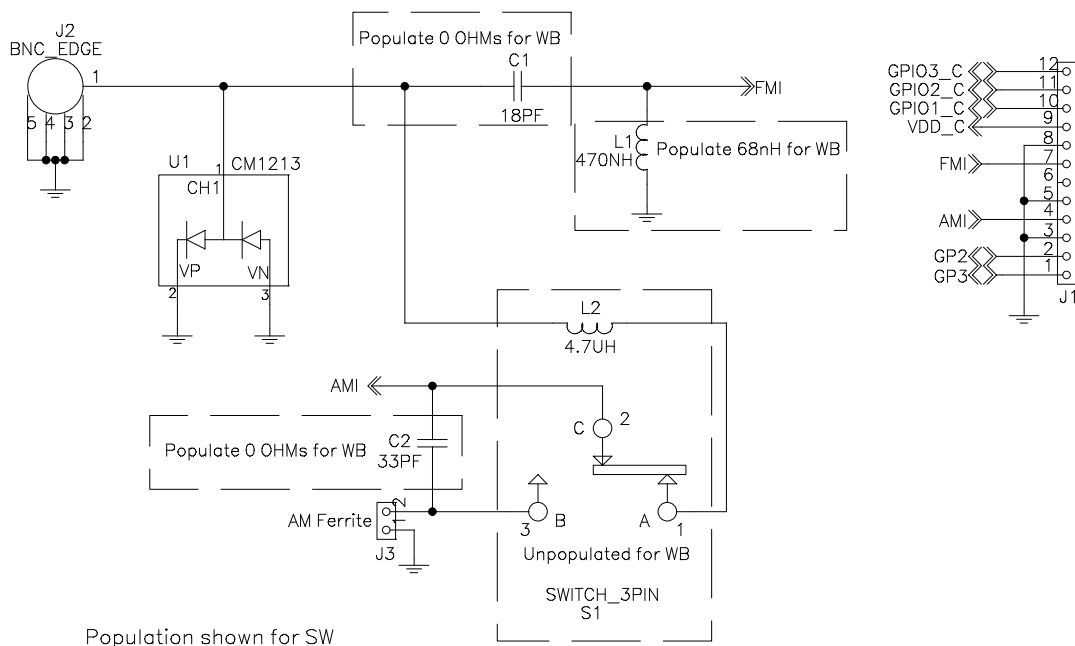 J2
BNC_EDGE
1
5 4 3 2
Populate 0 OHMs for WB
C1
18PF
FMI
L1
470NH
Populate 68nH for WB
U1
1
CM1213
CH1
VP
VN
2
3
GPIO3_C
12
GPIO2_C
11
GPIO1_C
10
VDD_C
9
8
FMI
7
6
5
AMI
4
3
GP2
2
GP3
1
J1
L2
4.7UH
AMI
C
2
Populate 0 OHMs for WB
C2
33PF
AM Ferrite
1 2
J3
3
B
A
1
Unpopulated for WB
SWITCH_3PIN
S1
Population shown for SW